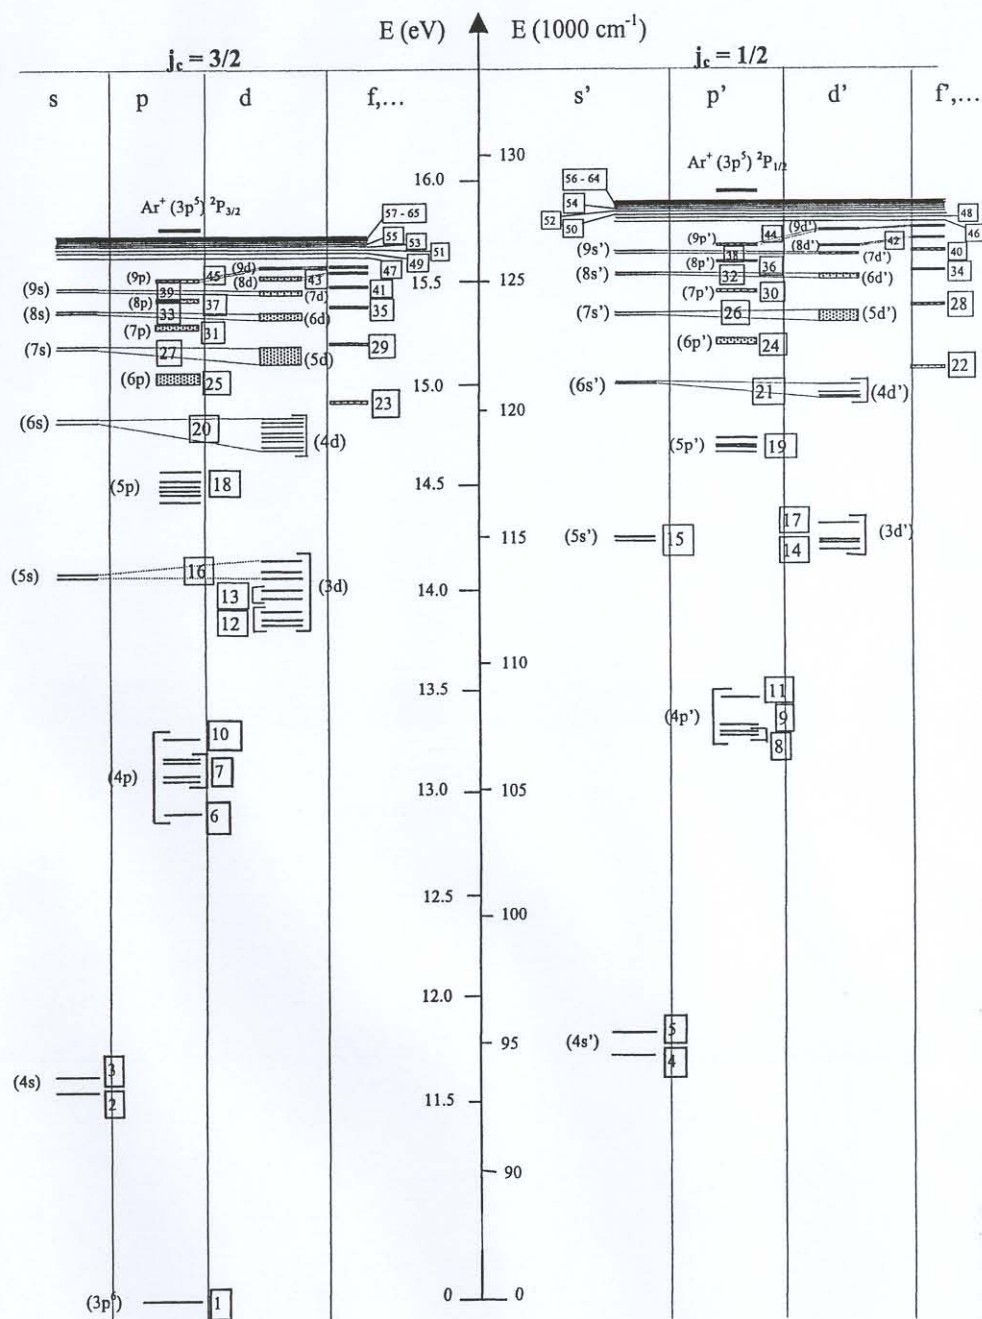 E (eV) E (1000 cm⁻¹)
j_c = 3/2 j_c = 1/2
s p d f,... s' p' d' f',...
130
Ar⁺ (3p⁵) ²P₁/₂
56 - 64
16.0
54
Ar⁺ (3p⁵) ²P₃/₂
57 - 65
52 50 48
55 53 51
44 (9d') 46
(9p') 42
(9s') 38 (8d') 40
49
(9p) 45 (9d) 43 47
(8d)
(8p') 36 (7d')
(8s') 32 (6d') 34
125
15.5
(9s) 39 (7d) 41
(7p') 30
(8p) 37
28
(8s) 33 (6d) 35
(7s') 26 (5d')
(7p) 31
(6p') 24
(7s) 27 (5d) 29
22
(6p) 25
15.0
(6s') 21 (4d')
23
120
(6s) 20 (4d)
(5p') 19
(5p) 18
14.5
17
(3d')
115
(5s') 15 14
(5s) 16
(3d)
13
14.0
12
110
13.5
11
(4p') 9
8
10
(4p) 7
13.0
105
6
12.5
100
12.0
5
95
(4s') 4
3
(4s)
2
11.5
90
0 0
(3p⁶) 1